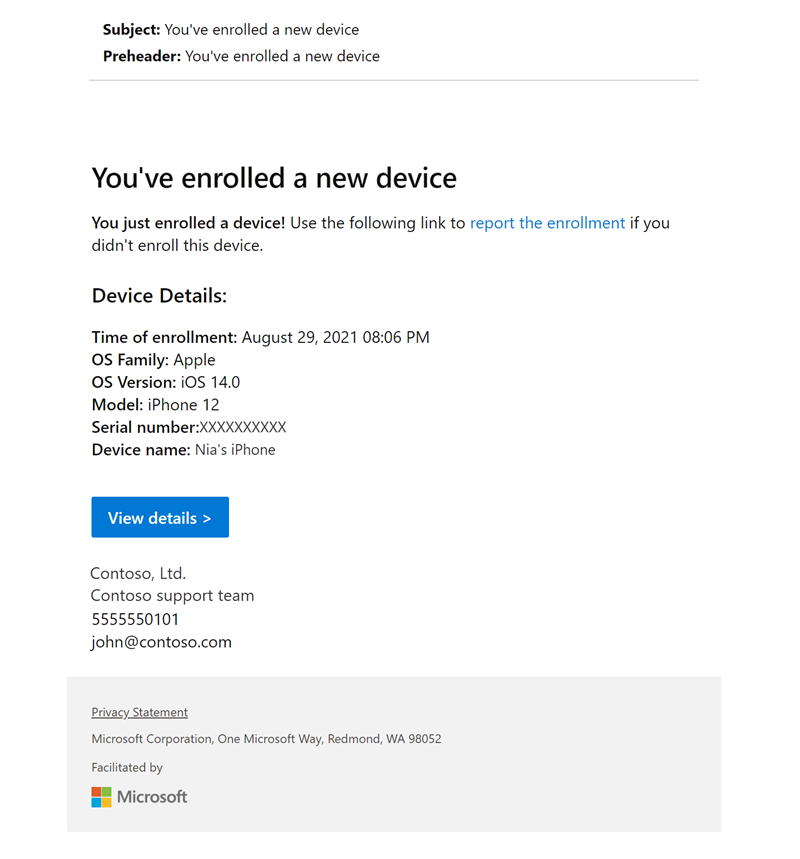 Subject: You've enrolled a new device
Preheader: You've enrolled a new device
You've enrolled a new device
You just enrolled a device! Use the following link to report the enrollment if you
didn't enroll this device.
Device Details:
Time of enrollment: August 29, 2021 08:06 PM
OS Family: Apple
OS Version: iOS 14.0
Model: iPhone 12
Serial number:XXXXXXXXXX
Device name: Nia's iPhone
View details >
Contoso, Ltd.
Contoso support team
5555550101
john@contoso.com
Privacy Statement
Microsoft Corporation, One Microsoft Way, Redmond, WA 98052
Facilitated by
Microsoft